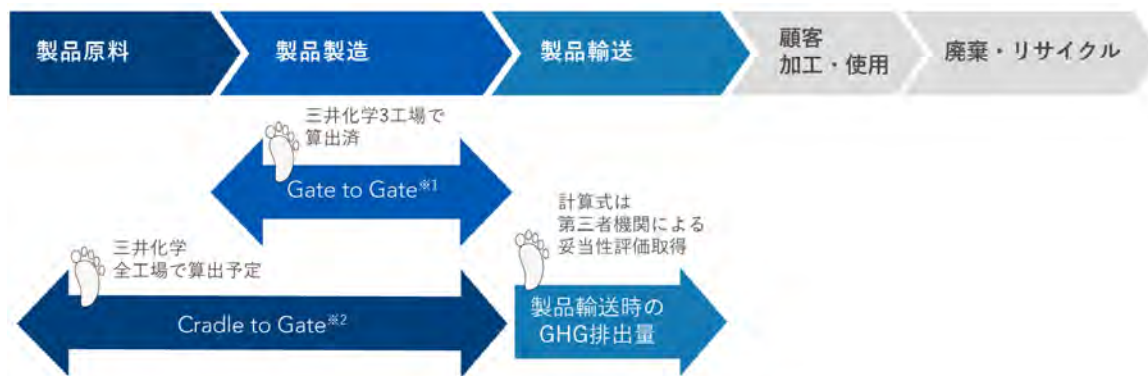 製品原料
製品製造
製品輸送
顧客
加工・使用
廃棄・リサイクル
三井化学3工場で
算出済
Gate to Gate※1
計算式は
第三者機関による
妥当性評価取得
三井化学
全工場で算出予定
Cradle to Gate※2
製品輸送時の
GHG排出量